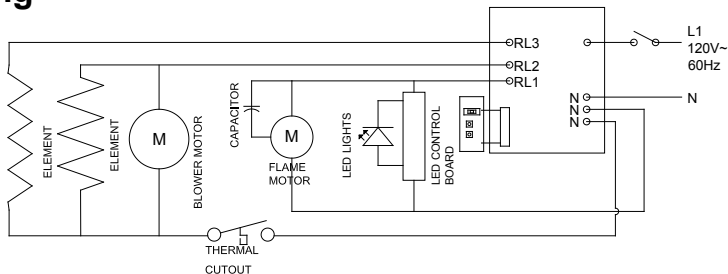 g
RL3
RL2
RL1
L1
120V~
60Hz
N
N
N
N
ELEMENT
ELEMENT
M
BLOWER MOTOR
CAPACITOR
M
FLAME
MOTOR
LED LIGHTS
LED CONTROL
BOARD
THERMAL
CUTOUT